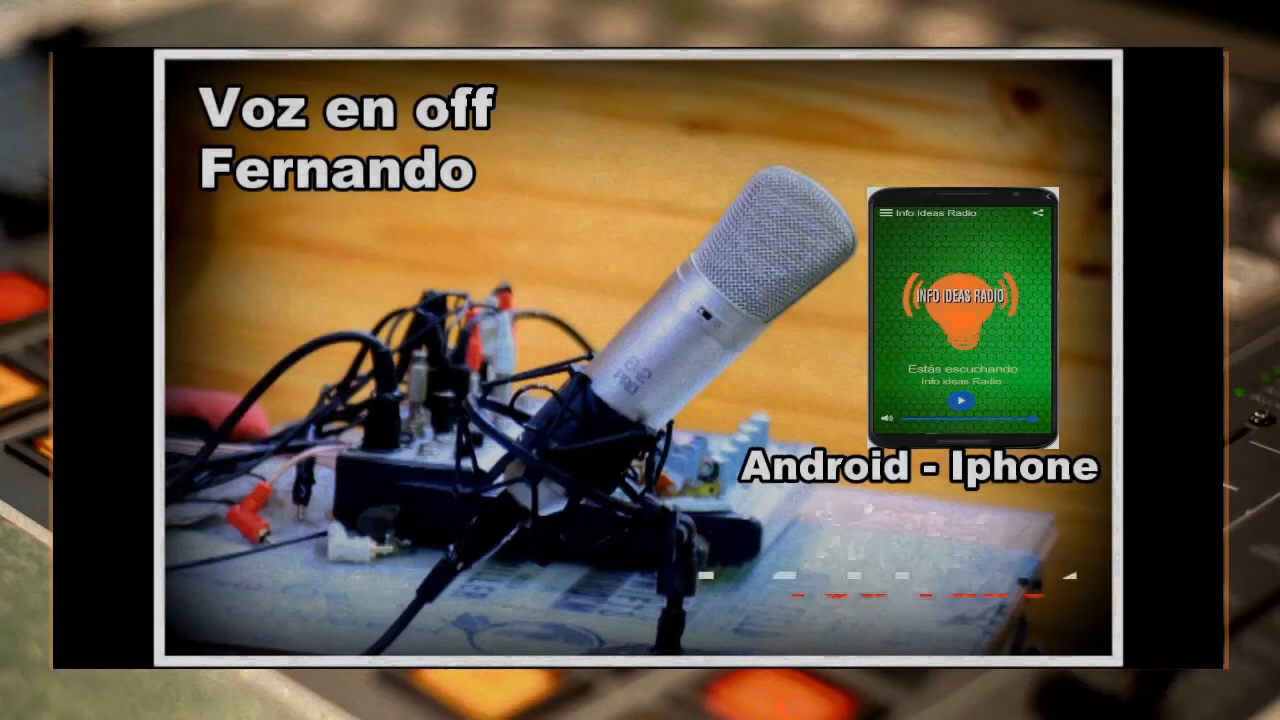 Voz en off
Fernando
Info Ideas Radio
INFO IDEAS RADIO
Estás escuchando
Info ideas Radio
Android - Iphone